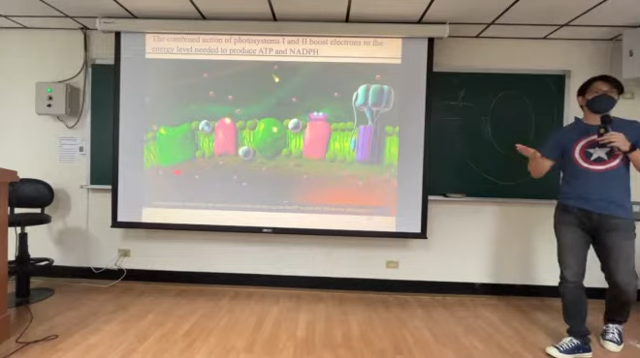 The combined action of photosystems I and II boost electrons to the
energy level needed to produce ATP and NADPH